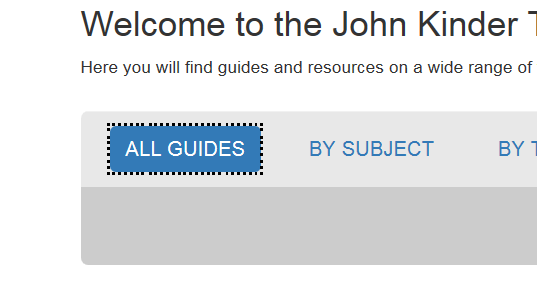 Welcome to the John Kinder
Here you will find guides and resources on a wide range of
ALL GUIDES BY SUBJECT BY